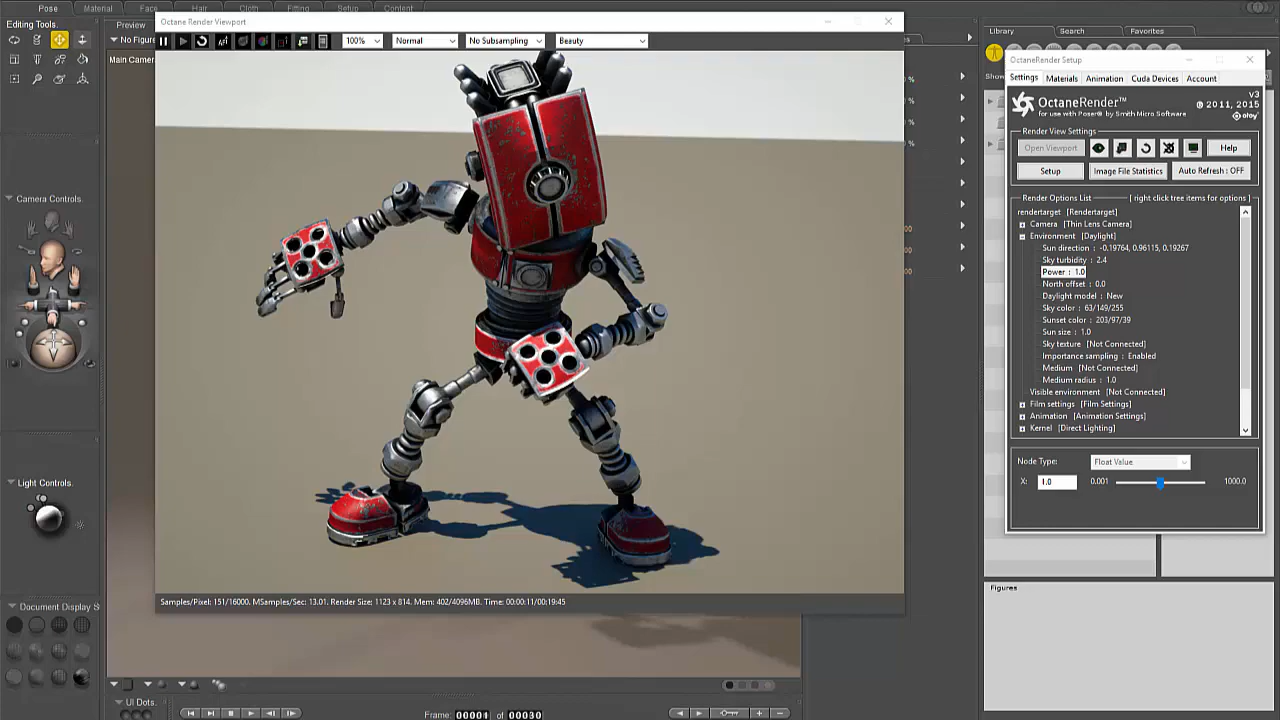 Pose Material Face Hair Cloth Fitting Setup Content
Editing Tools.
Preview
No Figure
Main Camera
Camera Controls
Light Controls.
Document Display S
UI Dots.
Frame: 00001 of 00030
Octane Render Viewport
100% Normal No Subsampling Beauty
Samples/Pixel: 151/16000. MSamples/Sec: 13.01. Render Size: 1123 x 814. Mem: 402/4096MB. Time: 00:00:11/00:19:45
Library Search Favorites
Show
OctaneRender Setup
Settings Materials Animation Cuda Devices Account
OctaneRender™
for use with Poser® by Smith Micro Software
v3
© 2011, 2015
otoy
Render View Settings
Open Viewport Help
Setup Image File Statistics Auto Refresh : OFF
Render Options List [ right click tree items for options ]
rendertarget [Rendertarget]
Camera [Thin Lens Camera]
Environment [Daylight]
Sun direction : -0.19764, 0.96115, 0.19267
Sky turbidity : 2.4
Power : 1.0
North offset : 0.0
Daylight model : New
Sky color : 63/149/255
Sunset color : 203/97/39
Sun size : 1.0
Sky texture [Not Connected]
Importance sampling : Enabled
Medium [Not Connected]
Medium radius : 1.0
Visible environment [Not Connected]
Film settings [Film Settings]
Animation [Animation Settings]
Kernel [Direct Lighting]
Node Type: Float Value
X: 1.0 0.001 1000.0
Figures